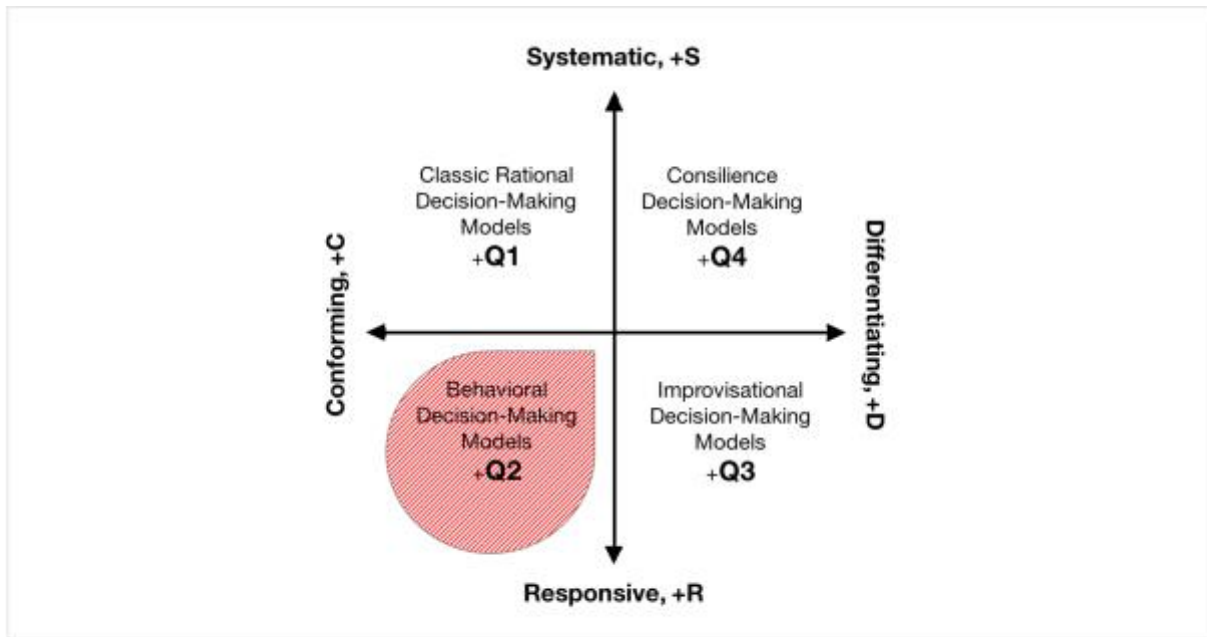 Systematic, +S
Classic Rational
Decision-Making
Models
+Q1
Consilience
Decision-Making
Models
+Q4
Conforming, +C
Differentiating, +D
Behavioral
Decision-Making
Models
+Q2
Improvisational
Decision-Making
Models
+Q3
Responsive, +R